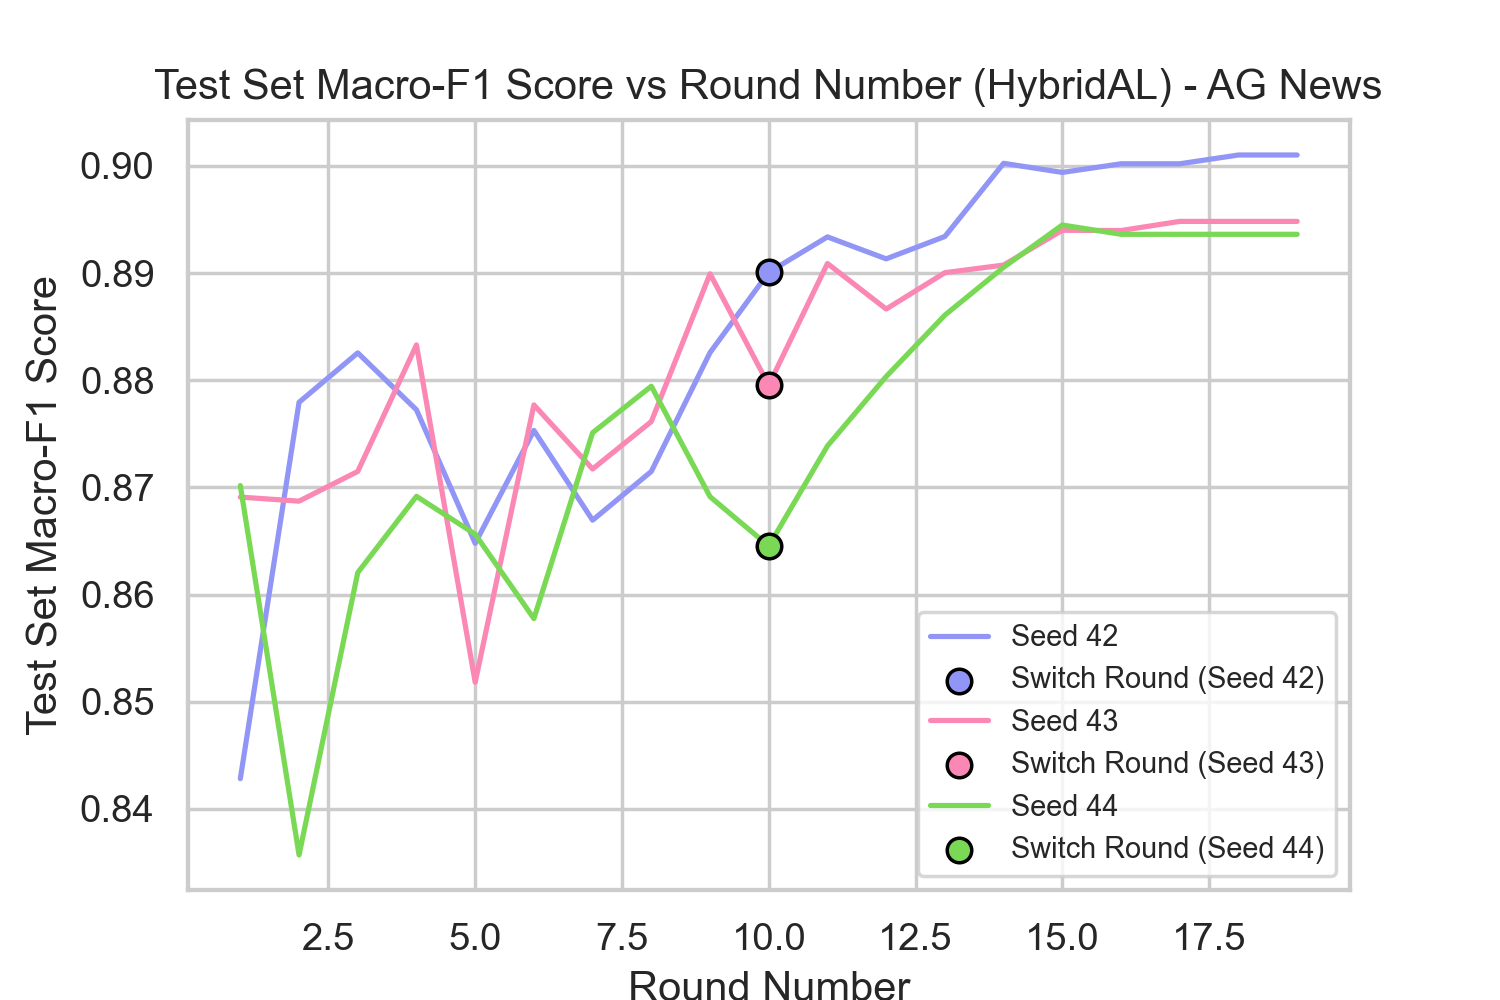 Test Set Macro-F1 Score vs Round Number (HybridAL) - AG News
Test Set Macro-F1 Score
0.90
0.89
0.88
0.87
0.86
0.85
0.84
Seed 42
Switch Round (Seed 42)
Seed 43
Switch Round (Seed 43)
Seed 44
Switch Round (Seed 44)
2.5 5.0 7.5 10.0 12.5 15.0 17.5
Round Number